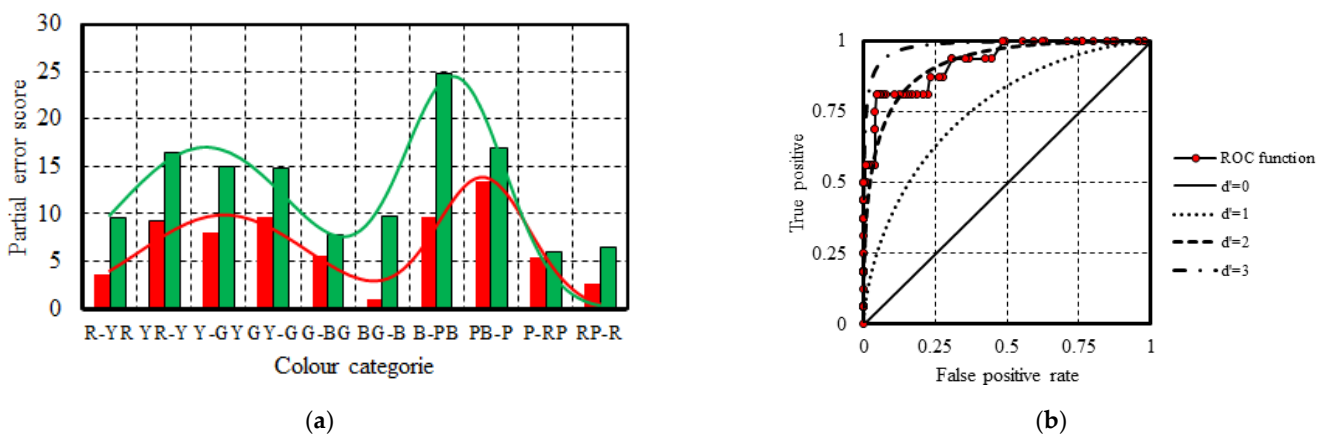 30
25
20
15
10
5
0
Partial error score
R-YR YR-Y Y-GY GY-G G-BG BG-B B-PB PB-P P-RP RP-R
Colour categorie
(a)
1
0.75
0.5
0.25
0
True positive
0 0.25 0.5 0.75 1
False positive rate
ROC function
d'=0
d'=1
d'=2
d'=3
(b)